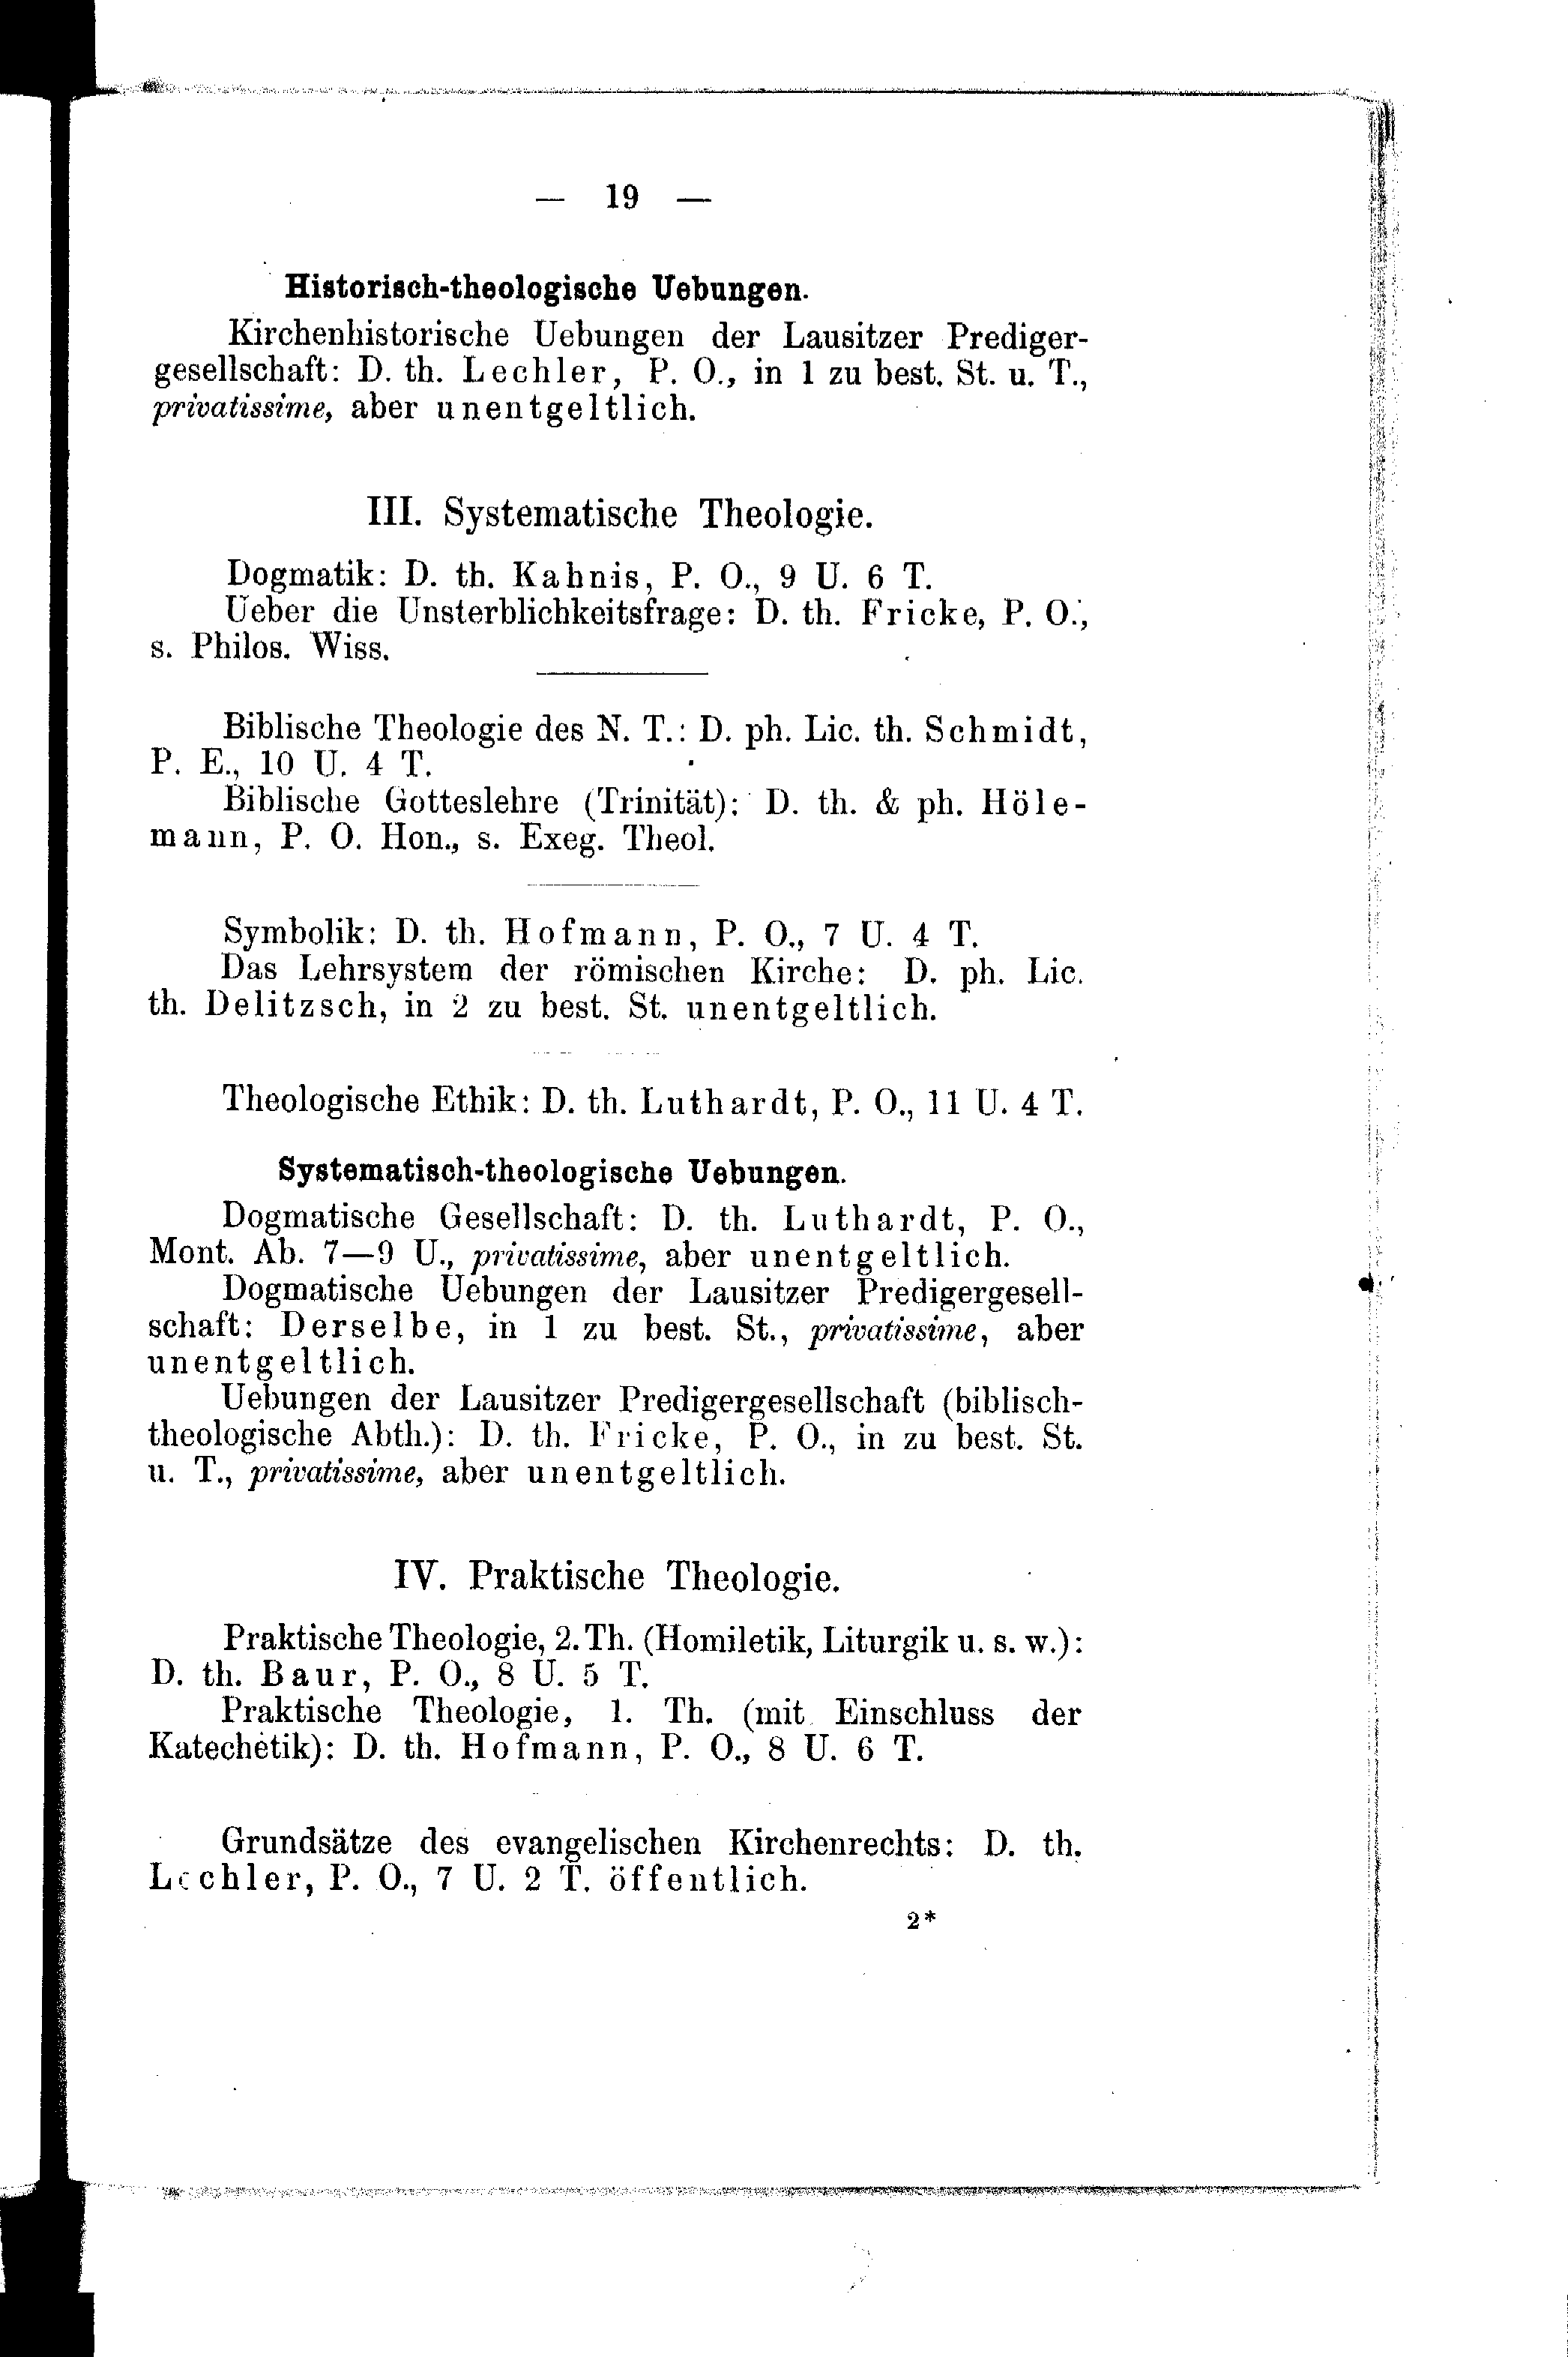 — 19 —
Historisch-theologische Uebungen.
Kirchenhistorische Uebungen der Lausitzer Prediger-
gesellschaft: D. th. Lechler, P. O., in 1 zu best. St. u. T.,
privatissime, aber unentgeltlich.
III. Systematische Theologie.
Dogmatik: D. th. Kahnis, P. O., 9 U. 6 T.
Ueber die Unsterblichkeitsfrage: D. th. Fricke, P. O.,
s. Philos. Wiss.
Biblische Theologie des N. T.: D. ph. Lic. th. Schmidt,
P. E., 10 U. 4 T.
Biblische Gotteslehre (Trinität): D. th. & ph. Höle-
mann, P. O. Hon., s. Exeg. Theol.
Symbolik: D. th. Hofmann, P. O., 7 U. 4 T.
Das Lehrsystem der römischen Kirche: D. ph. Lic.
th. Delitzsch, in 2 zu best. St. unentgeltlich.
Theologische Ethik: D. th. Luthardt, P. O., 11 U. 4 T.
Systematisch-theologische Uebungen.
Dogmatische Gesellschaft: D. th. Luthardt, P. O.,
Mont. Ab. 7—9 U., privatissime, aber unentgeltlich.
Dogmatische Uebungen der Lausitzer Predigergesell-
schaft: Derselbe, in 1 zu best. St., privatissime, aber
unentgeltlich.
Uebungen der Lausitzer Predigergesellschaft (biblisch-
theologische Abth.): D. th. Fricke, P. O., in zu best. St.
u. T., privatissime, aber unentgeltlich.
IV. Praktische Theologie.
Praktische Theologie, 2. Th. (Homiletik, Liturgik u. s. w.):
D. th. Baur, P. O., 8 U. 5 T.
Praktische Theologie, 1. Th. (mit Einschluss der
Katechetik): D. th. Hofmann, P. O., 8 U. 6 T.
Grundsätze des evangelischen Kirchenrechts: D. th.
Lechler, P. O., 7 U. 2 T. öffentlich.
2*